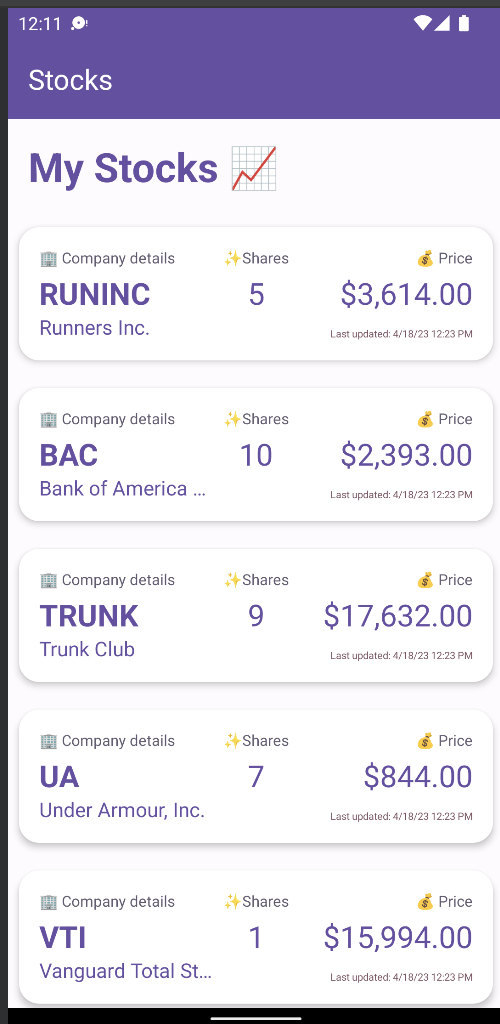 12:11
Stocks
My Stocks 📈
🏢 Company details ✨Shares 💰 Price
RUNINC 5 $3,614.00
Runners Inc. Last updated: 4/18/23 12:23 PM
🏢 Company details ✨Shares 💰 Price
BAC 10 $2,393.00
Bank of America ... Last updated: 4/18/23 12:23 PM
🏢 Company details ✨Shares 💰 Price
TRUNK 9 $17,632.00
Trunk Club Last updated: 4/18/23 12:23 PM
🏢 Company details ✨Shares 💰 Price
UA 7 $844.00
Under Armour, Inc. Last updated: 4/18/23 12:23 PM
🏢 Company details ✨Shares 💰 Price
VTI 1 $15,994.00
Vanguard Total St... Last updated: 4/18/23 12:23 PM